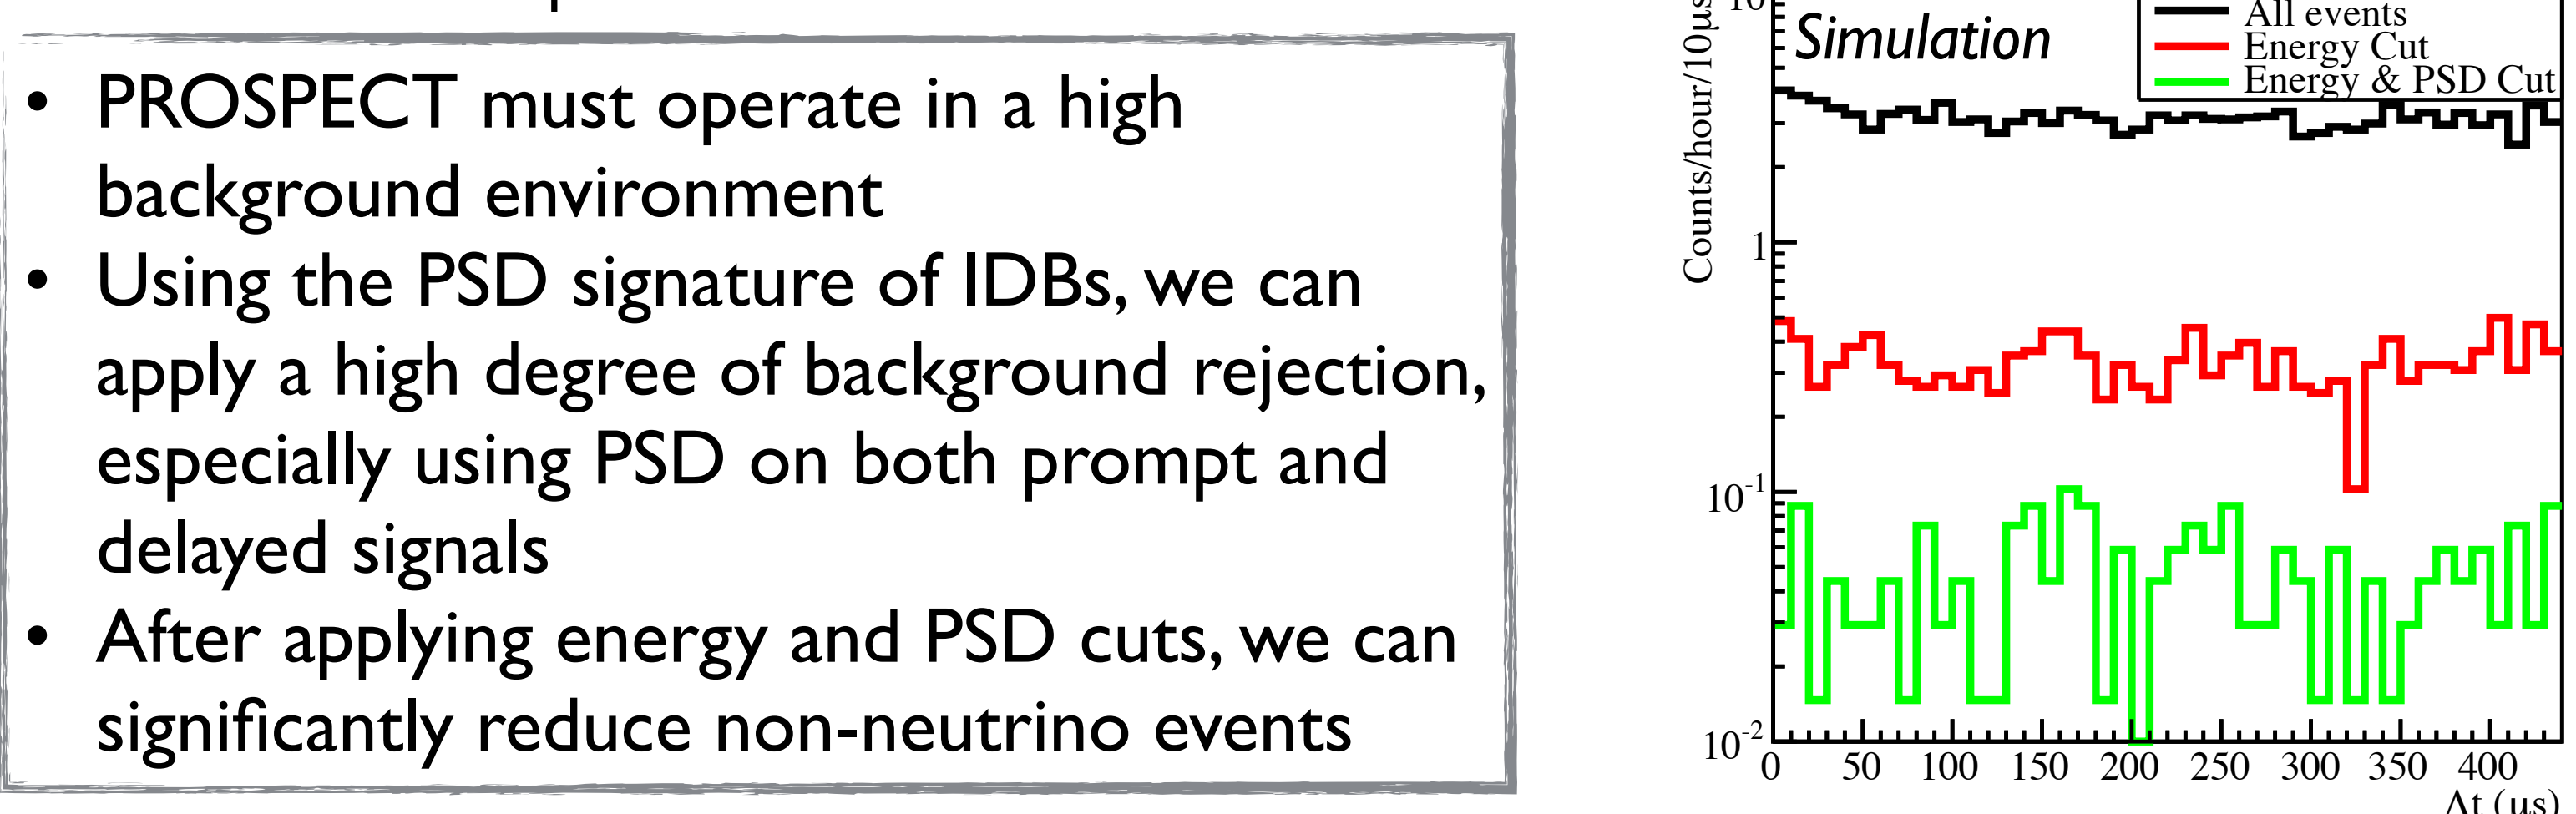 • PROSPECT must operate in a high
background environment
• Using the PSD signature of IDBs, we can
apply a high degree of background rejection,
especially using PSD on both prompt and
delayed signals
• After applying energy and PSD cuts, we can
significantly reduce non-neutrino events
Simulation
All events
Energy Cut
Energy & PSD Cut
Counts/hour/10μs
10
1
10⁻¹
10⁻²
0 50 100 150 200 250 300 350 400
Δt (μs)